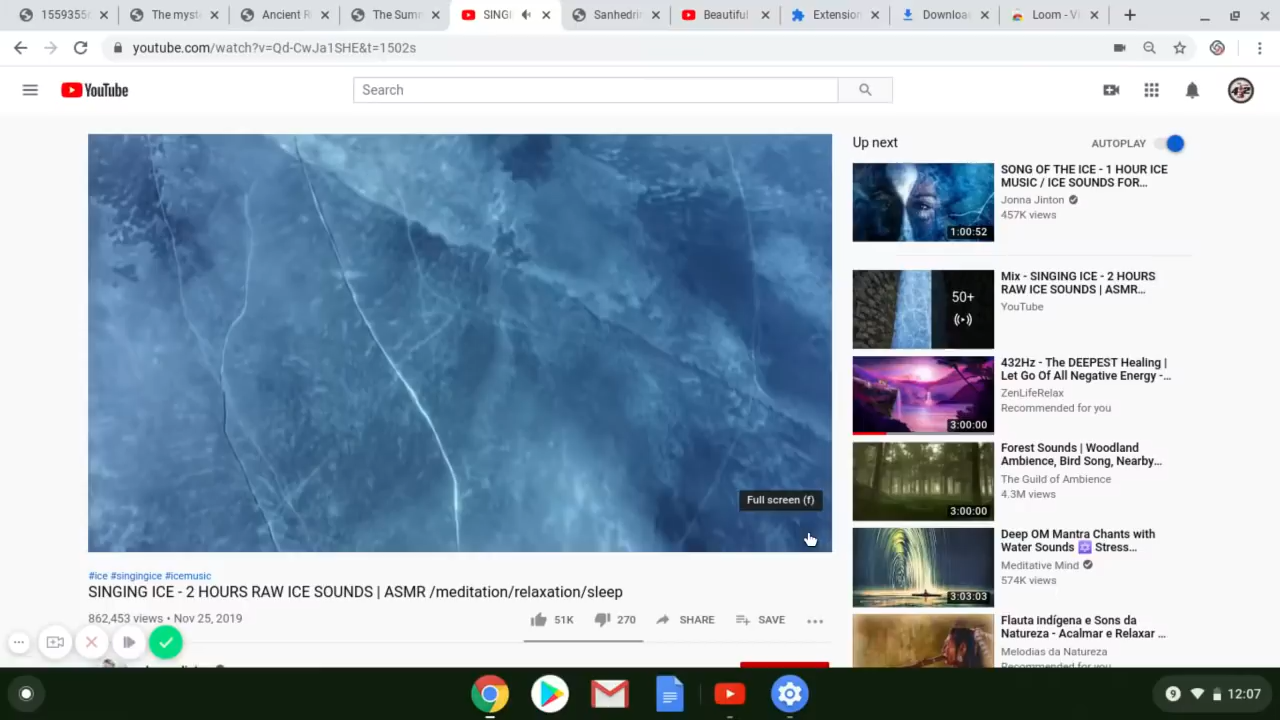 1559355r
The myst
Ancient R
The Sumr
SINGI
Sanhedrin
Beautiful
Extension
Downloa
Loom - Vi
youtube.com/watch?v=Qd-CwJa1SHE&t=1502s
YouTube
Search
Up next
AUTOPLAY
SONG OF THE ICE - 1 HOUR ICE
MUSIC / ICE SOUNDS FOR...
Jonna Jinton
457K views
1:00:52
Mix - SINGING ICE - 2 HOURS
RAW ICE SOUNDS | ASMR...
YouTube
50+
432Hz - The DEEPEST Healing |
Let Go Of All Negative Energy -...
ZenLifeRelax
Recommended for you
3:00:00
Forest Sounds | Woodland
Ambience, Bird Song, Nearby...
The Guild of Ambience
4.3M views
3:00:00
Deep OM Mantra Chants with
Water Sounds ✡ Stress...
Meditative Mind
574K views
3:03:03
Flauta Indígena e Sons da
Natureza - Acalmar e Relaxar ...
Melodias da Natureza
Recommended for you
Full screen (f)
#ice #singingice #icemusic
SINGING ICE - 2 HOURS RAW ICE SOUNDS | ASMR /meditation/relaxation/sleep
862,453 views • Nov 25, 2019
51K
270
SHARE
SAVE
9
12:07